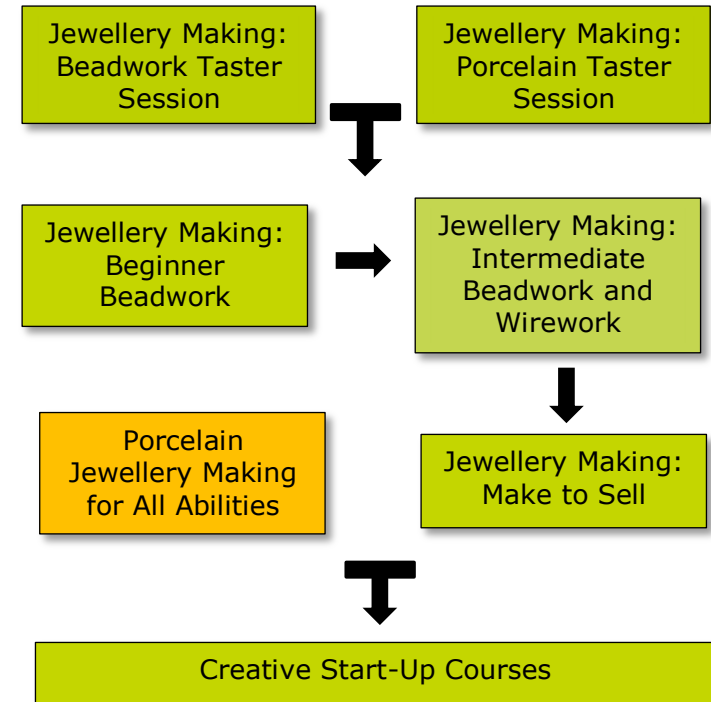 Jewellery Making:
Beadwork Taster
Session
Jewellery Making:
Porcelain Taster
Session
Jewellery Making:
Beginner
Beadwork
Jewellery Making:
Intermediate
Beadwork and
Wirework
Porcelain
Jewellery Making
for All Abilities
Jewellery Making:
Make to Sell
Creative Start-Up Courses